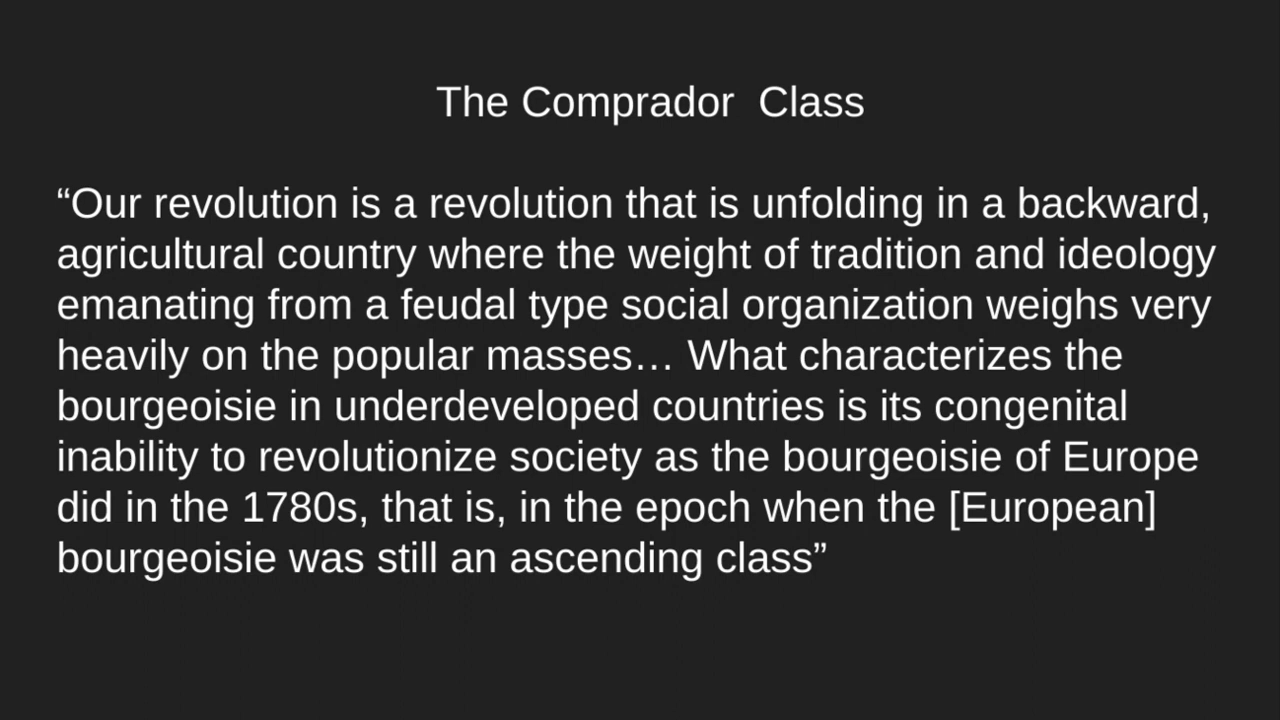 The Comprador  Class
“Our revolution is a revolution that is unfolding in a backward,
agricultural country where the weight of tradition and ideology
emanating from a feudal type social organization weighs very
heavily on the popular masses… What characterizes the
bourgeoisie in underdeveloped countries is its congenital
inability to revolutionize society as the bourgeoisie of Europe
did in the 1780s, that is, in the epoch when the [European]
bourgeoisie was still an ascending class”